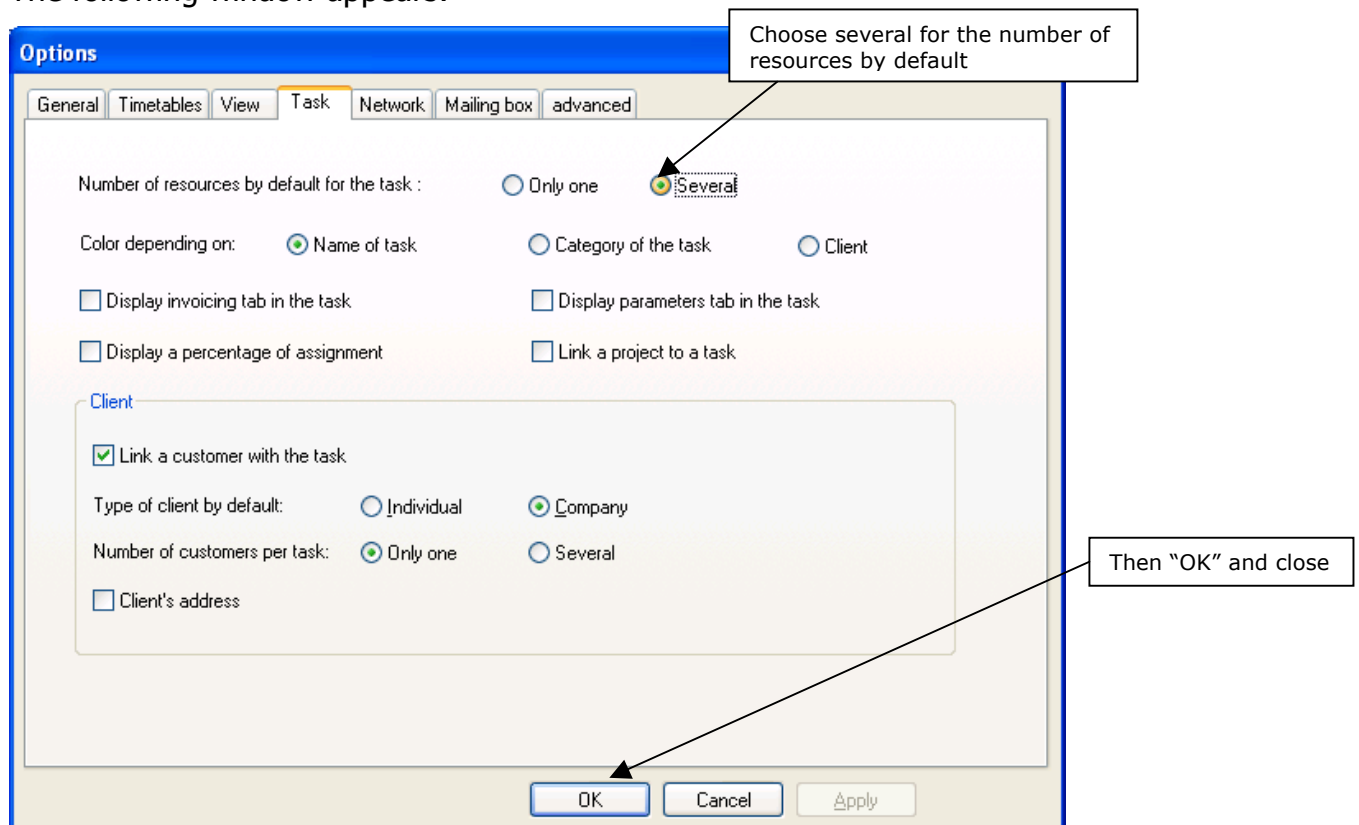 The following window appears:
Choose several for the number of
resources by default
Options
General Timetables View Task Network Mailing box advanced
Number of resources by default for the task : Only one Several
Color depending on: Name of task Category of the task Client
Display invoicing tab in the task Display parameters tab in the task
Display a percentage of assignment Link a project to a task
Client
Link a customer with the task
Type of client by default: Individual Company
Number of customers per task: Only one Several
Then “OK” and close
Client's address
OK Cancel Apply